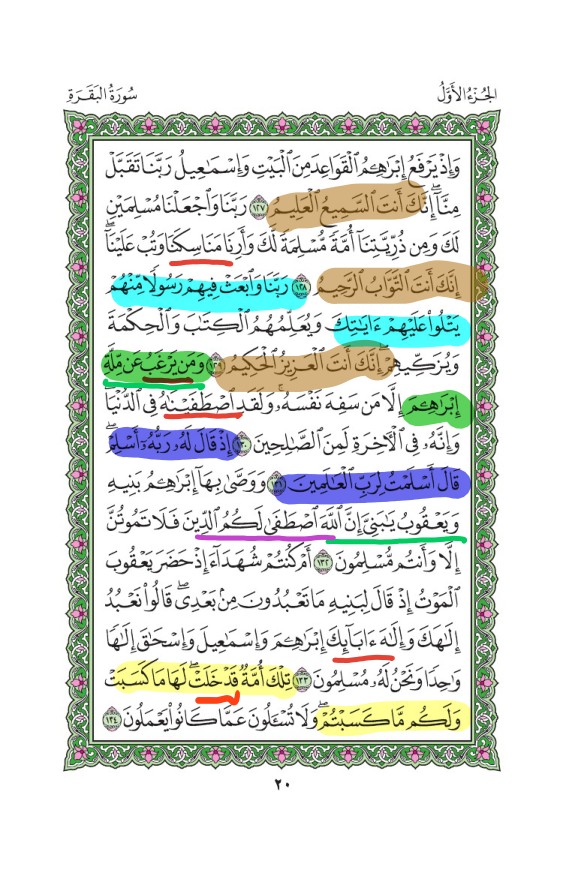 الجُزْءُ الأَوَّلُ
سُورَةُ البَقَرَةِ
وَإِذۡ يَرۡفَعُ إِبۡرَٰهِـۧمُ ٱلۡقَوَاعِدَ مِنَ ٱلۡبَيۡتِ وَإِسۡمَٰعِيلُ رَبَّنَا تَقَبَّلۡ
مِنَّآۖ إِنَّكَ أَنتَ ٱلسَّمِيعُ ٱلۡعَلِيمُ ١٢٧ رَبَّنَا وَٱجۡعَلۡنَا مُسۡلِمَيۡنِ
لَكَ وَمِن ذُرِّيَّتِنَآ أُمَّةٗ مُّسۡلِمَةٗ لَّكَ وَأَرِنَا مَنَاسِكَنَا وَتُبۡ عَلَيۡنَآۖ
إِنَّكَ أَنتَ ٱلتَّوَّابُ ٱلرَّحِيمُ ١٢٨ رَبَّنَا وَٱبۡعَثۡ فِيهِمۡ رَسُولٗا مِّنۡهُمۡ
يَتۡلُواْ عَلَيۡهِمۡ ءَايَٰتِكَ وَيُعَلِّمُهُمُ ٱلۡكِتَٰبَ وَٱلۡحِكۡمَةَ
وَيُزَكِّيهِمۡۖ إِنَّكَ أَنتَ ٱلۡعَزِيزُ ٱلۡحَكِيمُ ١٢٩ وَمَن يَرۡغَبُ عَن مِّلَّةِ
إِبۡرَٰهِـۧمَ إِلَّا مَن سَفِهَ نَفۡسَهُۥۚ وَلَقَدِ ٱصۡطَفَيۡنَٰهُ فِي ٱلدُّنۡيَاۖ
وَإِنَّهُۥ فِي ٱلۡأٓخِرَةِ لَمِنَ ٱلصَّٰلِحِينَ ١٣٠ إِذۡ قَالَ لَهُۥ رَبُّهُۥٓ أَسۡلِمۡۖ
قَالَ أَسۡلَمۡتُ لِرَبِّ ٱلۡعَٰلَمِينَ ١٣١ وَوَصَّىٰ بِهَآ إِبۡرَٰهِـۧمُ بَنِيهِ
وَيَعۡقُوبُ يَٰبَنِيَّ إِنَّ ٱللَّهَ ٱصۡطَفَىٰ لَكُمُ ٱلدِّينَ فَلَا تَمُوتُنَّ
إِلَّا وَأَنتُم مُّسۡلِمُونَ ١٣٢ أَمۡ كُنتُمۡ شُهَدَآءَ إِذۡ حَضَرَ يَعۡقُوبَ
ٱلۡمَوۡتُ إِذۡ قَالَ لِبَنِيهِ مَا تَعۡبُدُونَ مِنۢ بَعۡدِيۖ قَالُواْ نَعۡبُدُ
إِلَٰهَكَ وَإِلَٰهَ ءَابَآئِكَ إِبۡرَٰهِـۧمَ وَإِسۡمَٰعِيلَ وَإِسۡحَٰقَ إِلَٰهٗا
وَٰحِدٗا وَنَحۡنُ لَهُۥ مُسۡلِمُونَ ١٣٣ تِلۡكَ أُمَّةٞ قَدۡ خَلَتۡۖ لَهَا مَا كَسَبَتۡ
وَلَكُم مَّا كَسَبۡتُمۡۖ وَلَا تُسۡـَٔلُونَ عَمَّا كَانُواْ يَعۡمَلُونَ ١٣٤
٢٠